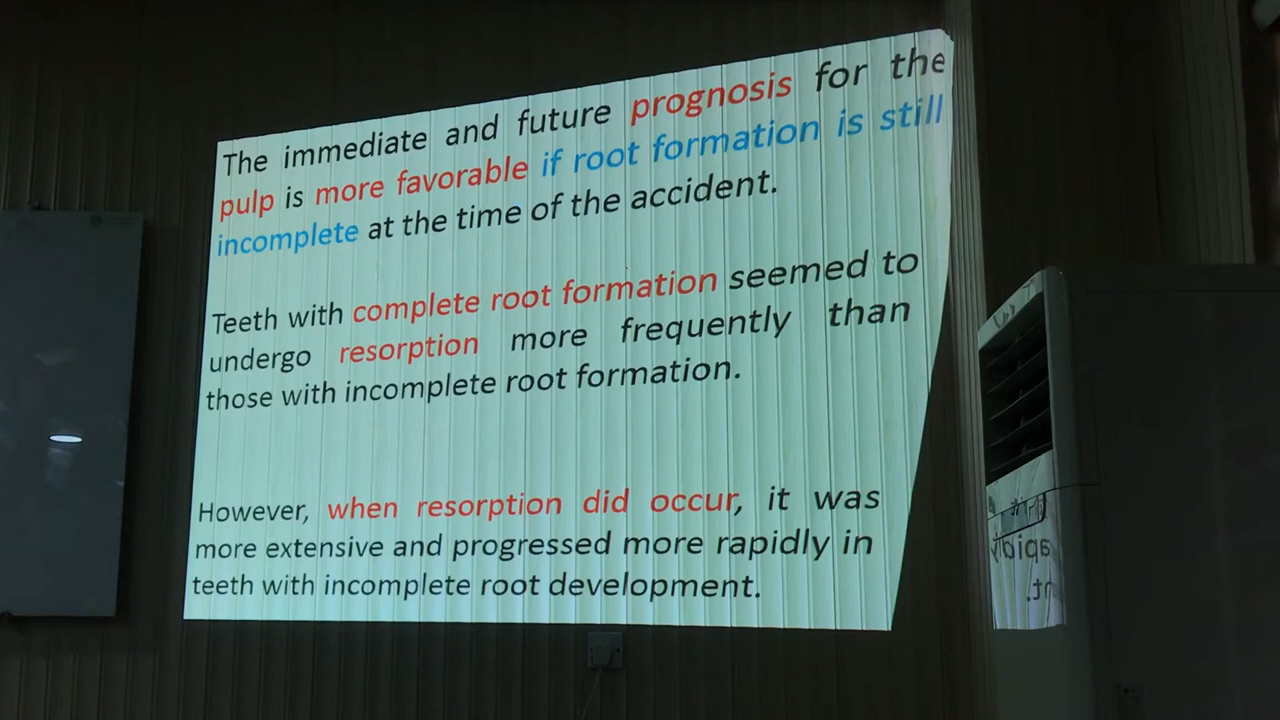 The immediate and future prognosis for the
pulp is more favorable if root formation is still
incomplete at the time of the accident.
Teeth with complete root formation seemed to
undergo resorption more frequently than
those with incomplete root formation.
However, when resorption did occur, it was
more extensive and progressed more rapidly in
teeth with incomplete root development.